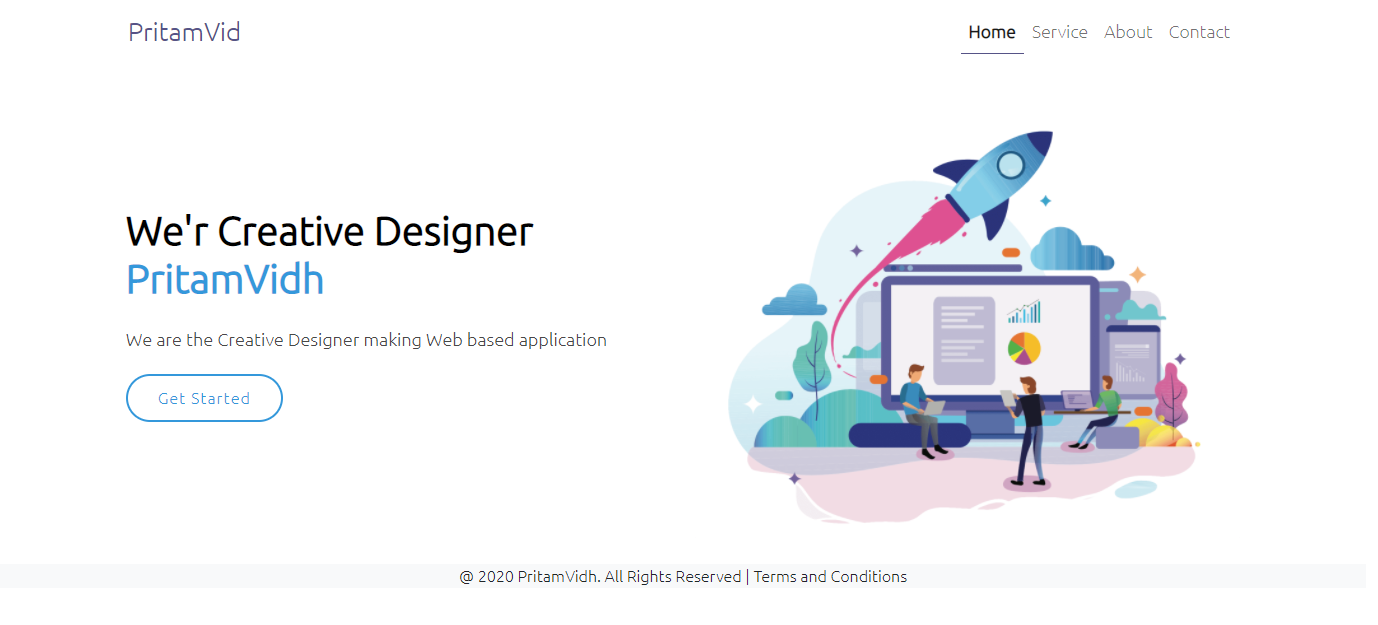 PritamVid
Home Service About Contact
We'r Creative Designer
PritamVidh
We are the Creative Designer making Web based application
Get Started
@ 2020 PritamVidh. All Rights Reserved | Terms and Conditions